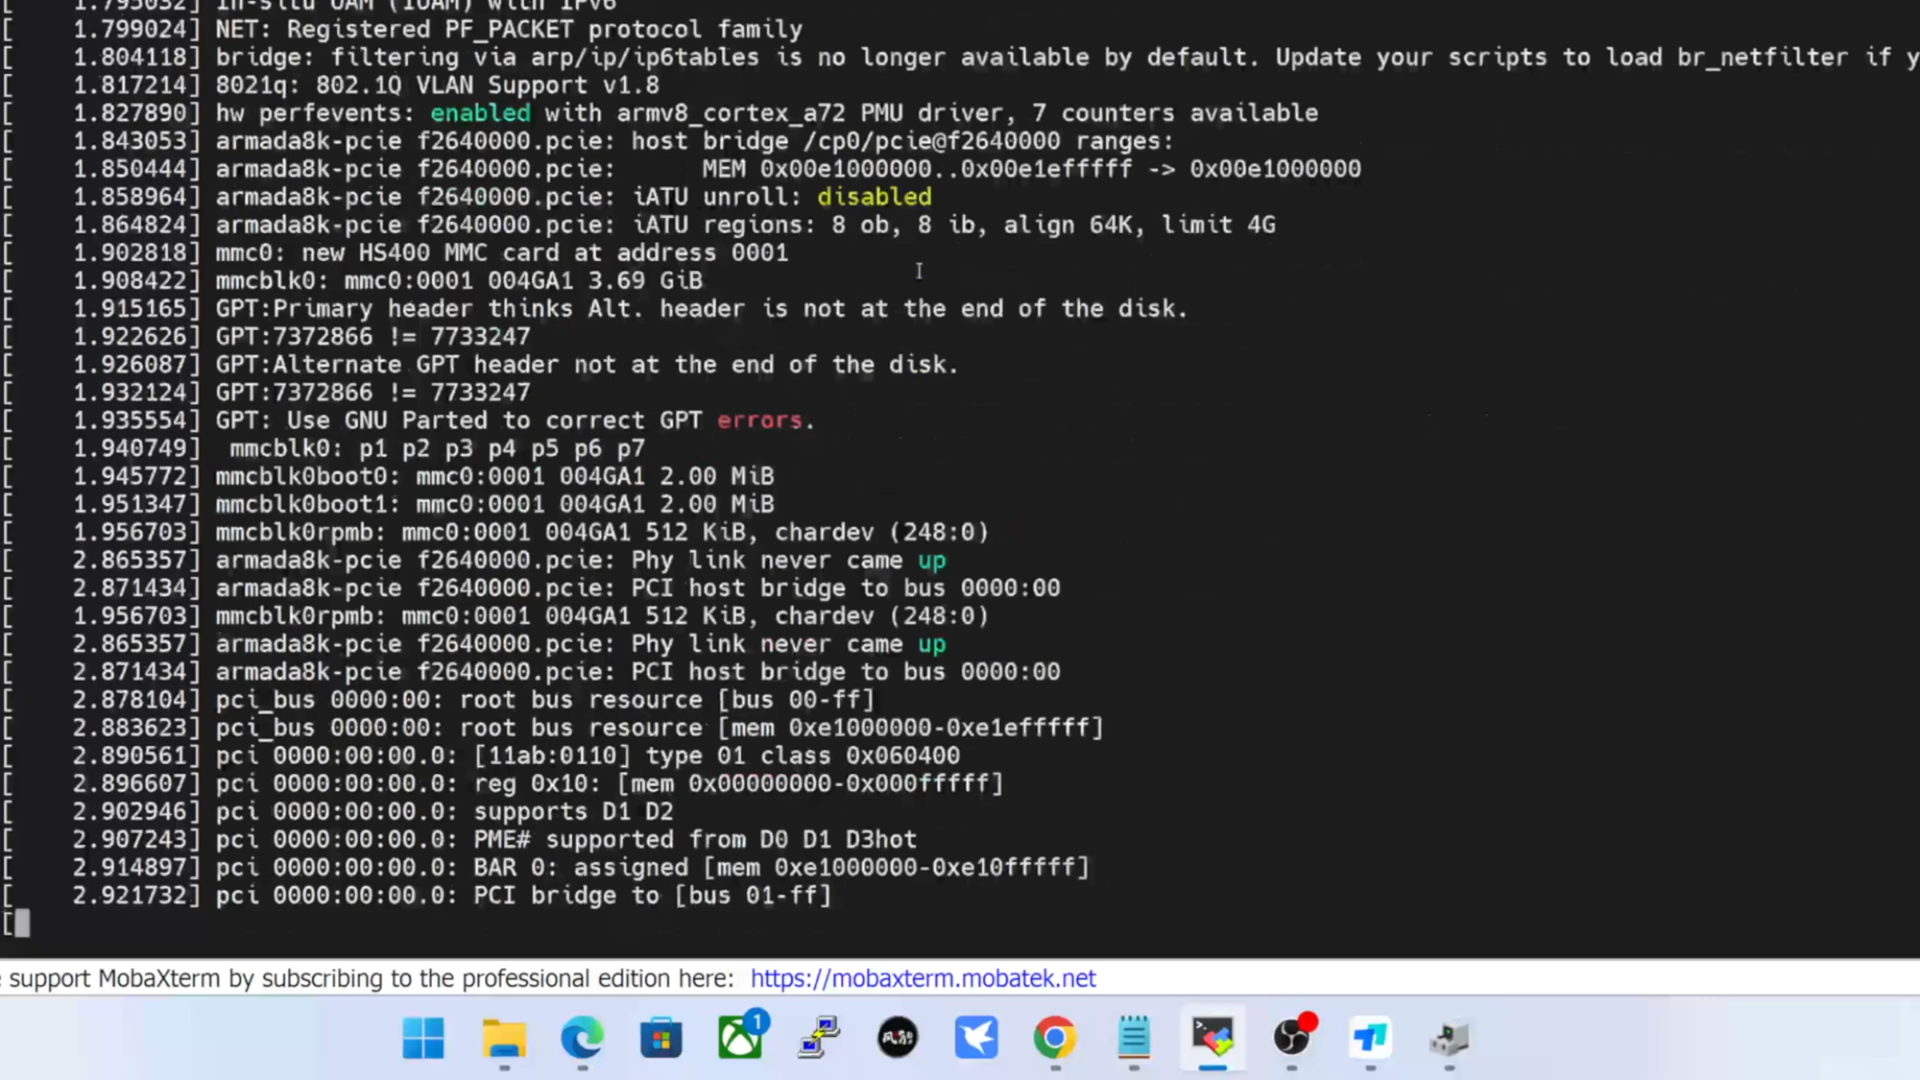 [    1.795032] In-situ OAM (IOAM) with IPv6
[    1.799024] NET: Registered PF_PACKET protocol family
[    1.804118] bridge: filtering via arp/ip/ip6tables is no longer available by default. Update your scripts to load br_netfilter if y
[    1.817214] 8021q: 802.1Q VLAN Support v1.8
[    1.827890] hw perfevents: enabled with armv8_cortex_a72 PMU driver, 7 counters available
[    1.843053] armada8k-pcie f2640000.pcie: host bridge /cp0/pcie@f2640000 ranges:
[    1.850444] armada8k-pcie f2640000.pcie:      MEM 0x00e1000000..0x00e1efffff -> 0x00e1000000
[    1.858964] armada8k-pcie f2640000.pcie: iATU unroll: disabled
[    1.864824] armada8k-pcie f2640000.pcie: iATU regions: 8 ob, 8 ib, align 64K, limit 4G
[    1.902818] mmc0: new HS400 MMC card at address 0001
[    1.908422] mmcblk0: mmc0:0001 004GA1 3.69 GiB
[    1.915165] GPT:Primary header thinks Alt. header is not at the end of the disk.
[    1.922626] GPT:7372866 != 7733247
[    1.926087] GPT:Alternate GPT header not at the end of the disk.
[    1.932124] GPT:7372866 != 7733247
[    1.935554] GPT: Use GNU Parted to correct GPT errors.
[    1.940749]  mmcblk0: p1 p2 p3 p4 p5 p6 p7
[    1.945772] mmcblk0boot0: mmc0:0001 004GA1 2.00 MiB
[    1.951347] mmcblk0boot1: mmc0:0001 004GA1 2.00 MiB
[    1.956703] mmcblk0rpmb: mmc0:0001 004GA1 512 KiB, chardev (248:0)
[    2.865357] armada8k-pcie f2640000.pcie: Phy link never came up
[    2.871434] armada8k-pcie f2640000.pcie: PCI host bridge to bus 0000:00
[    1.956703] mmcblk0rpmb: mmc0:0001 004GA1 512 KiB, chardev (248:0)
[    2.865357] armada8k-pcie f2640000.pcie: Phy link never came up
[    2.871434] armada8k-pcie f2640000.pcie: PCI host bridge to bus 0000:00
[    2.878104] pci_bus 0000:00: root bus resource [bus 00-ff]
[    2.883623] pci_bus 0000:00: root bus resource [mem 0xe1000000-0xe1efffff]
[    2.890561] pci 0000:00:00.0: [11ab:0110] type 01 class 0x060400
[    2.896607] pci 0000:00:00.0: reg 0x10: [mem 0x00000000-0x000fffff]
[    2.902946] pci 0000:00:00.0: supports D1 D2
[    2.907243] pci 0000:00:00.0: PME# supported from D0 D1 D3hot
[    2.914897] pci 0000:00:00.0: BAR 0: assigned [mem 0xe1000000-0xe10fffff]
[    2.921732] pci 0000:00:00.0: PCI bridge to [bus 01-ff]
[
support MobaXterm by subscribing to the professional edition here: https://mobaxterm.mobatek.net
1